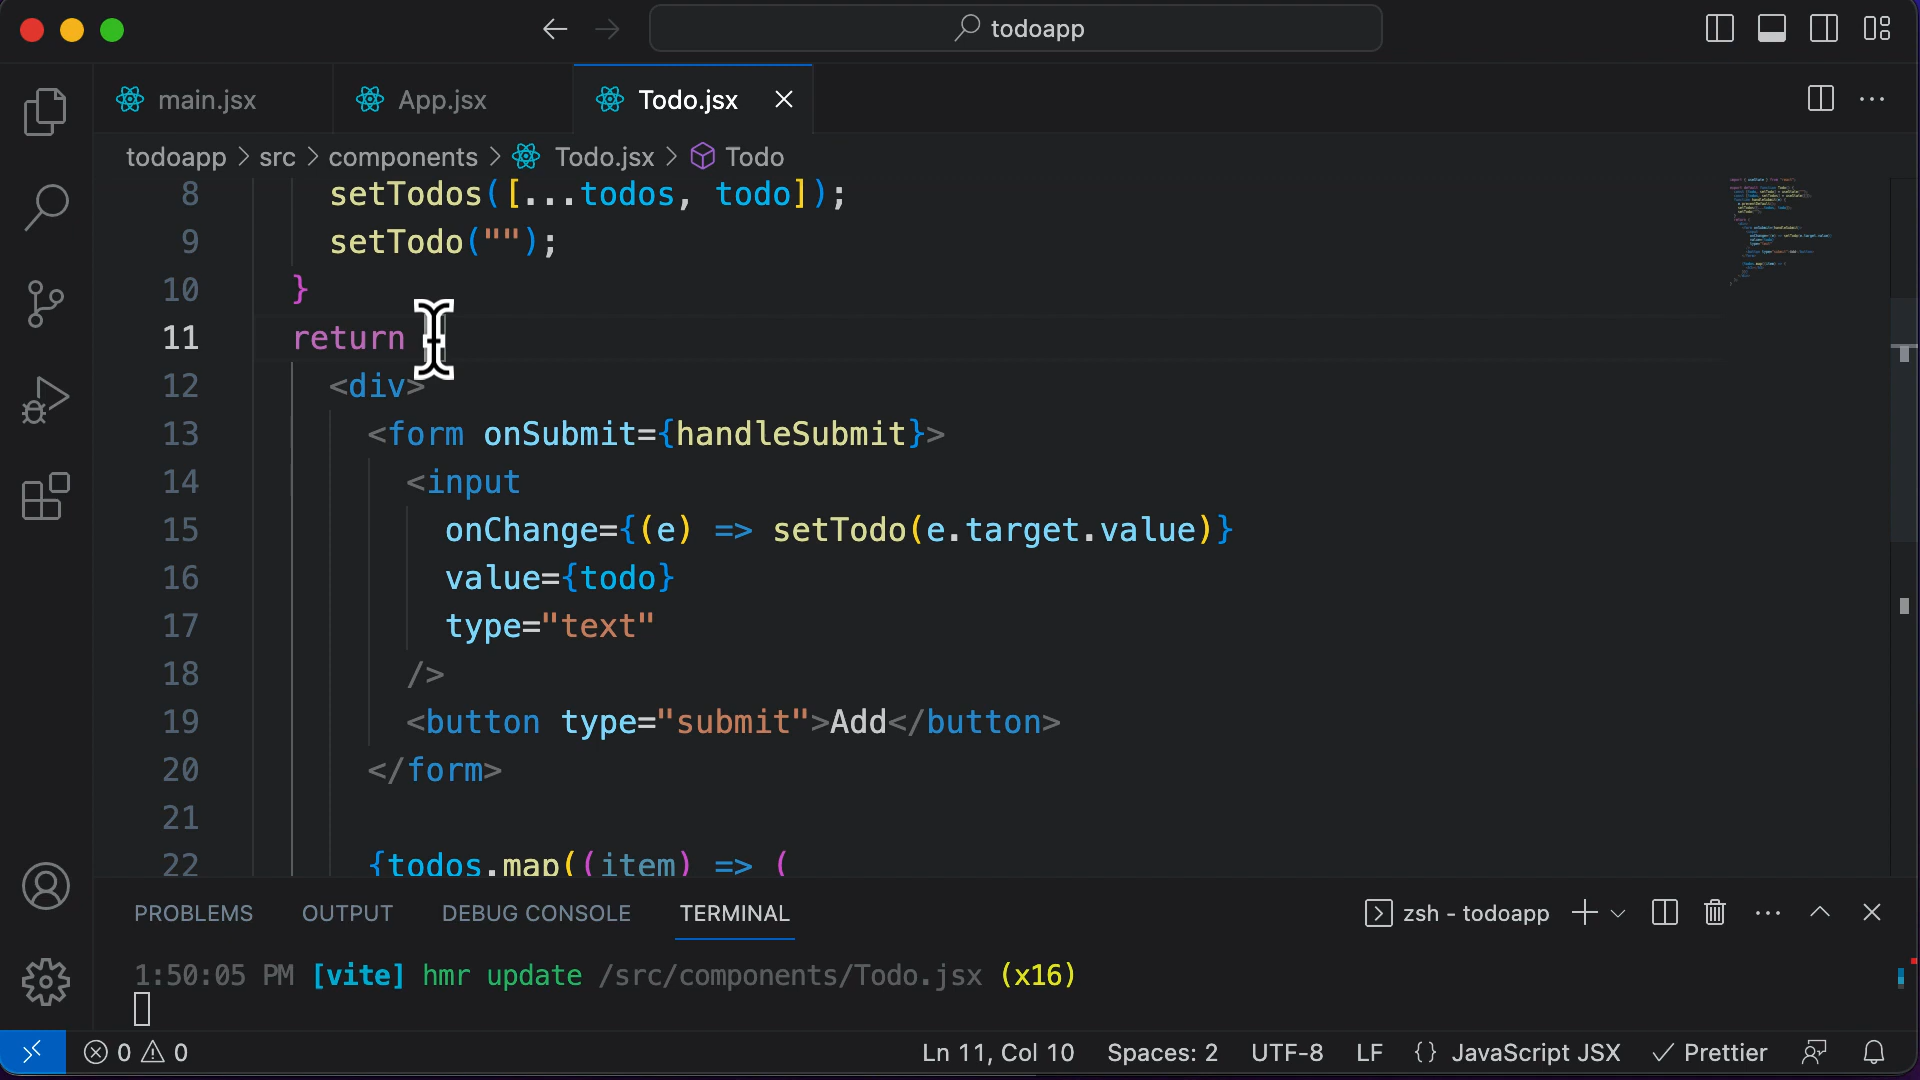 todoapp
main.jsx App.jsx Todo.jsx
todoapp > src > components > Todo.jsx > Todo
8 setTodos([...todos, todo]);
9 setTodo("");
10 }
11 return
12 <div>
13 <form onSubmit={handleSubmit}>
14 <input
15 onChange={(e) => setTodo(e.target.value)}
16 value={todo}
17 type="text"
18 />
19 <button type="submit">Add</button>
20 </form>
21
22 {todos.map((item) => (
PROBLEMS OUTPUT DEBUG CONSOLE TERMINAL zsh - todoapp
1:50:05 PM [vite] hmr update /src/components/Todo.jsx (x16)
0 0 Ln 11, Col 10 Spaces: 2 UTF-8 LF {} JavaScript JSX Prettier